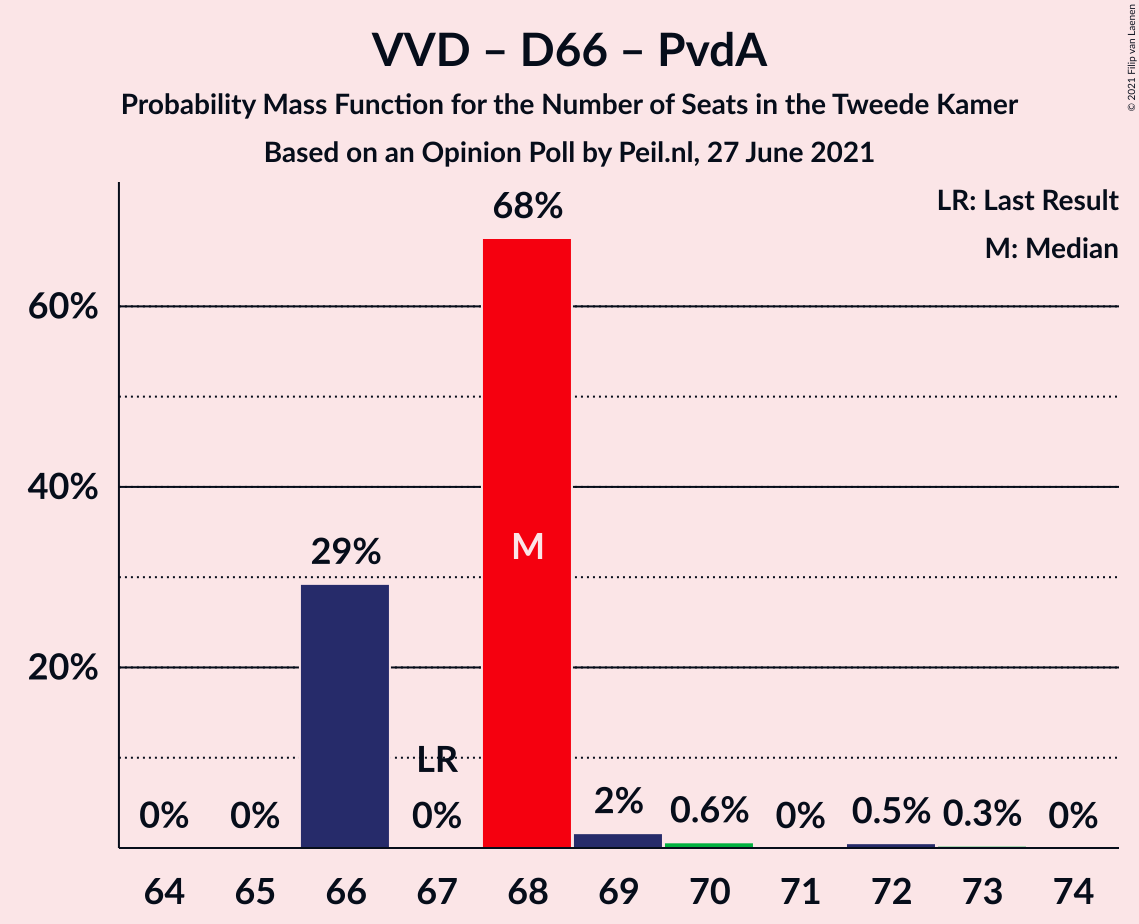 VVD – D66 – PvdA
Probability Mass Function for the Number of Seats in the Tweede Kamer
Based on an Opinion Poll by Peil.nl, 27 June 2021
© 2021 Filip van Laenen
LR: Last Result
M: Median
68%
60%
40%
29%
M
20%
LR
0% 0% 0% 2% 0.6% 0% 0.5% 0.3% 0%
64 65 66 67 68 69 70 71 72 73 74